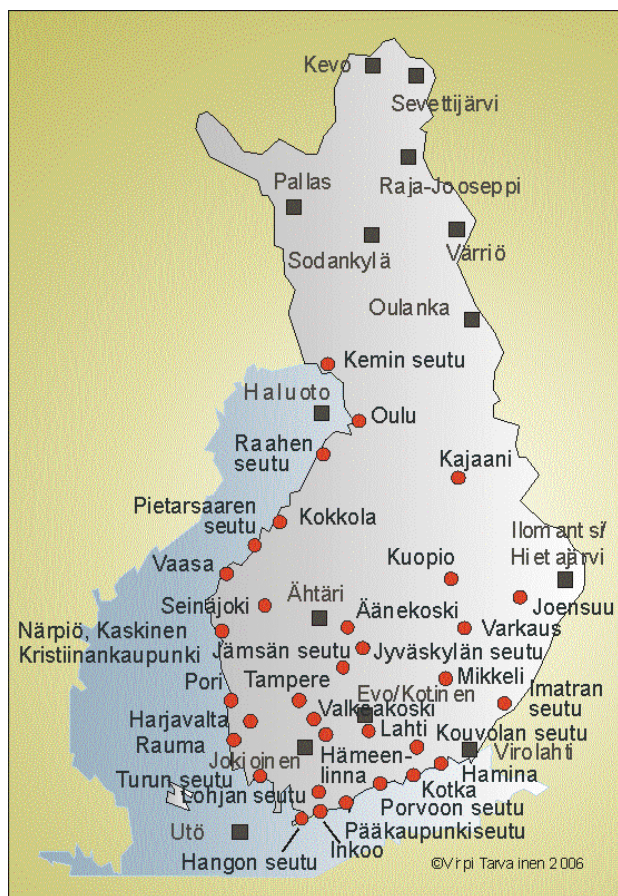 Kevo
Sevettijärvi
Raja-Jooseppi
Pallas
Sodankylä
Värriö
Oulanka
Kemin seutu
Haluoto
Oulu
Raahen
seutu
Kajaani
Pietarsaaren
seutu
Kokkola
Ilomantsi/
Hietajärvi
Vaasa
Kuopio
Seinäjoki
Ähtäri
Äänekoski
Joensuu
Närpiö, Kaskinen
Kristiinankaupunki
Varkaus
Jämsän seutu
Jyväskylän seutu
Pori
Tampere
Mikkeli
Evo/Kotinen
Imatran
seutu
Harjavalta
Valkeakoski
Lahti
Kouvolan seutu
Rauma
Jokioinen
Hämeen-
linna
Virolahti
Hamina
Turun seutu
Lohjan seutu
Kotka
Porvoon seutu
Utö
Pääkaupunkiseutu
Inkoo
Hangon seutu
©Virpi Tarvainen 2006